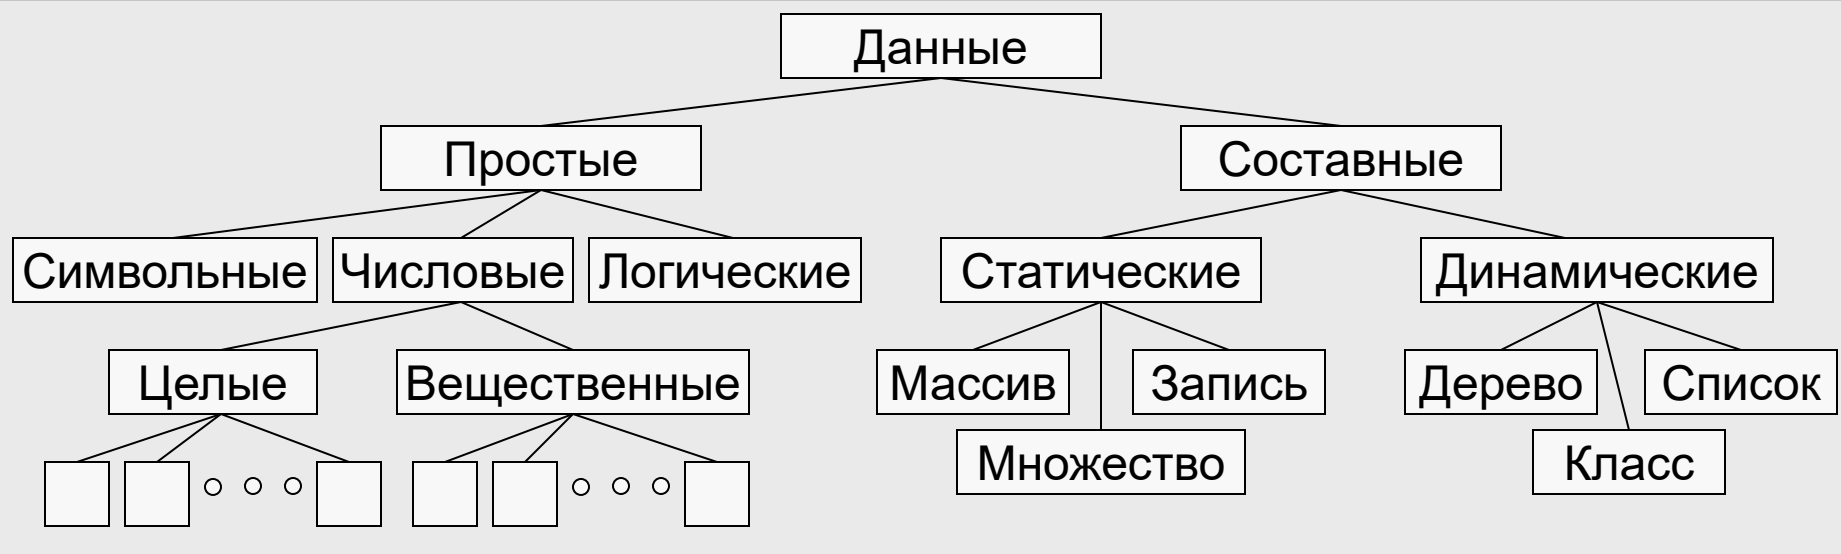 Данные
Простые
Составные
Символьные
Числовые
Логические
Статические
Динамические
Целые
Вещественные
Массив
Запись
Дерево
Список
Множество
Класс